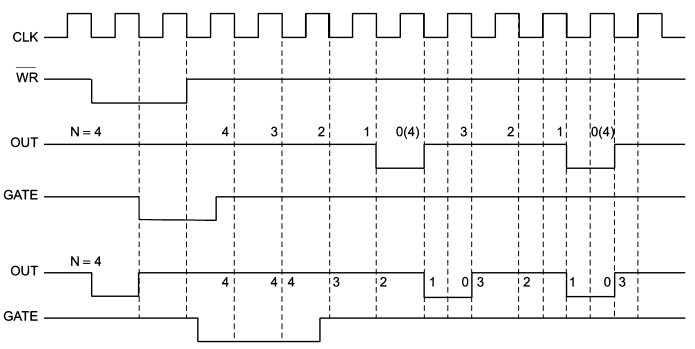 CLK
WR
N = 4
4 3 2 1 0(4) 3 2 1 0(4)
OUT
GATE
N = 4
OUT
4 4 4 3 2 1 0 3 2 1 0 3
GATE